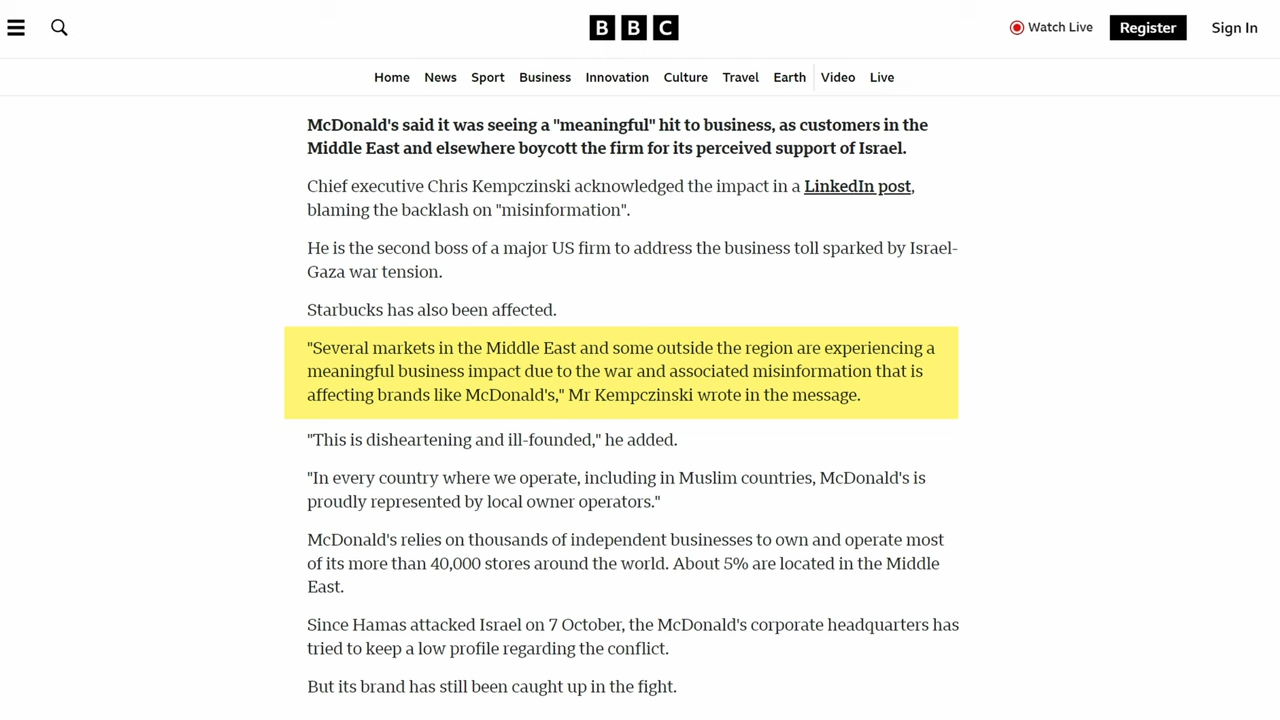 BBC
Watch Live
Register
Sign In
Home News Sport Business Innovation Culture Travel Earth Video Live
McDonald's said it was seeing a "meaningful" hit to business, as customers in the
Middle East and elsewhere boycott the firm for its perceived support of Israel.
Chief executive Chris Kempczinski acknowledged the impact in a LinkedIn post,
blaming the backlash on "misinformation".
He is the second boss of a major US firm to address the business toll sparked by Israel-
Gaza war tension.
Starbucks has also been affected.
"Several markets in the Middle East and some outside the region are experiencing a
meaningful business impact due to the war and associated misinformation that is
affecting brands like McDonald's," Mr Kempczinski wrote in the message.
"This is disheartening and ill-founded," he added.
"In every country where we operate, including in Muslim countries, McDonald's is
proudly represented by local owner operators."
McDonald's relies on thousands of independent businesses to own and operate most
of its more than 40,000 stores around the world. About 5% are located in the Middle
East.
Since Hamas attacked Israel on 7 October, the McDonald's corporate headquarters has
tried to keep a low profile regarding the conflict.
But its brand has still been caught up in the fight.